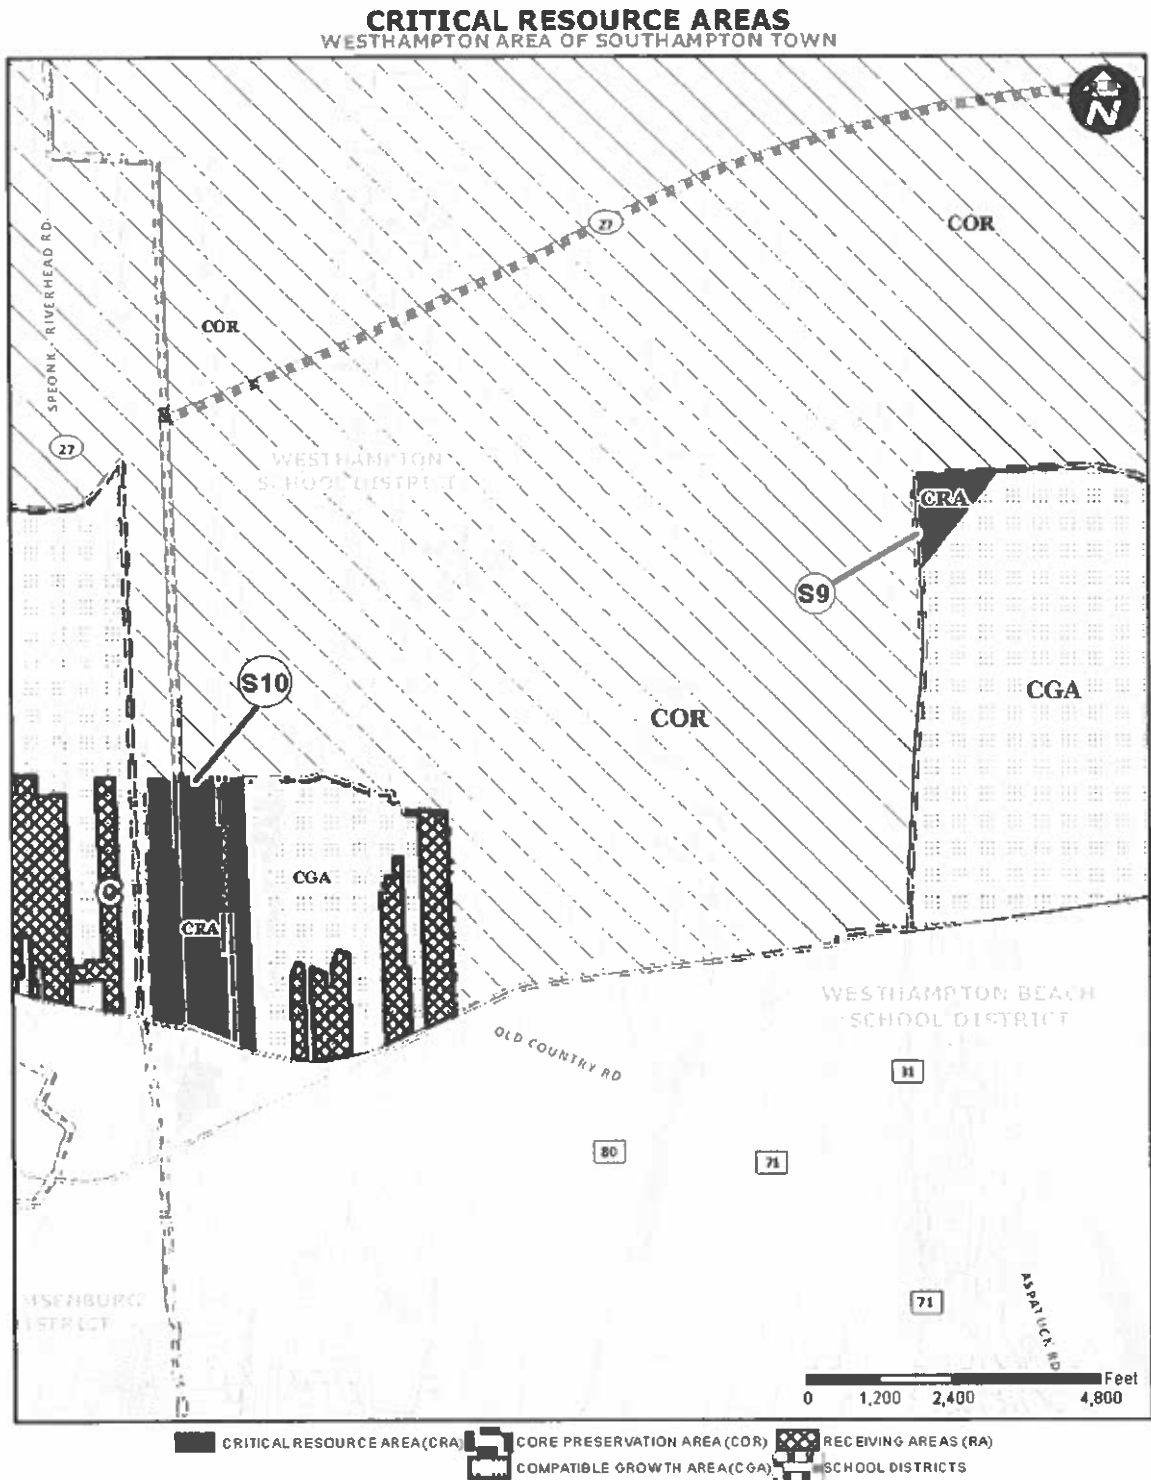 CRITICAL RESOURCE AREAS
WESTHAMPTON AREA OF SOUTHAMPTON TOWN
N
27
COR
SPEONK - RIVERHEAD RD
COR
27
WESTHAMPTON
SCHOOL DISTRICT
CRA
S9
S10
CGA
COR
CGA
C
CRA
WESTHAMPTON BEACH
SCHOOL DISTRICT
OLD COUNTRY RD
31
80
71
71
ASPATUCK RD
Feet
0 1,200 2,400 4,800
CRITICAL RESOURCE AREA(CRA) CORE PRESERVATION AREA (COR) RECEIVING AREAS (RA)
COMPATIBLE GROWTH AREA(CGA) SCHOOL DISTRICTS